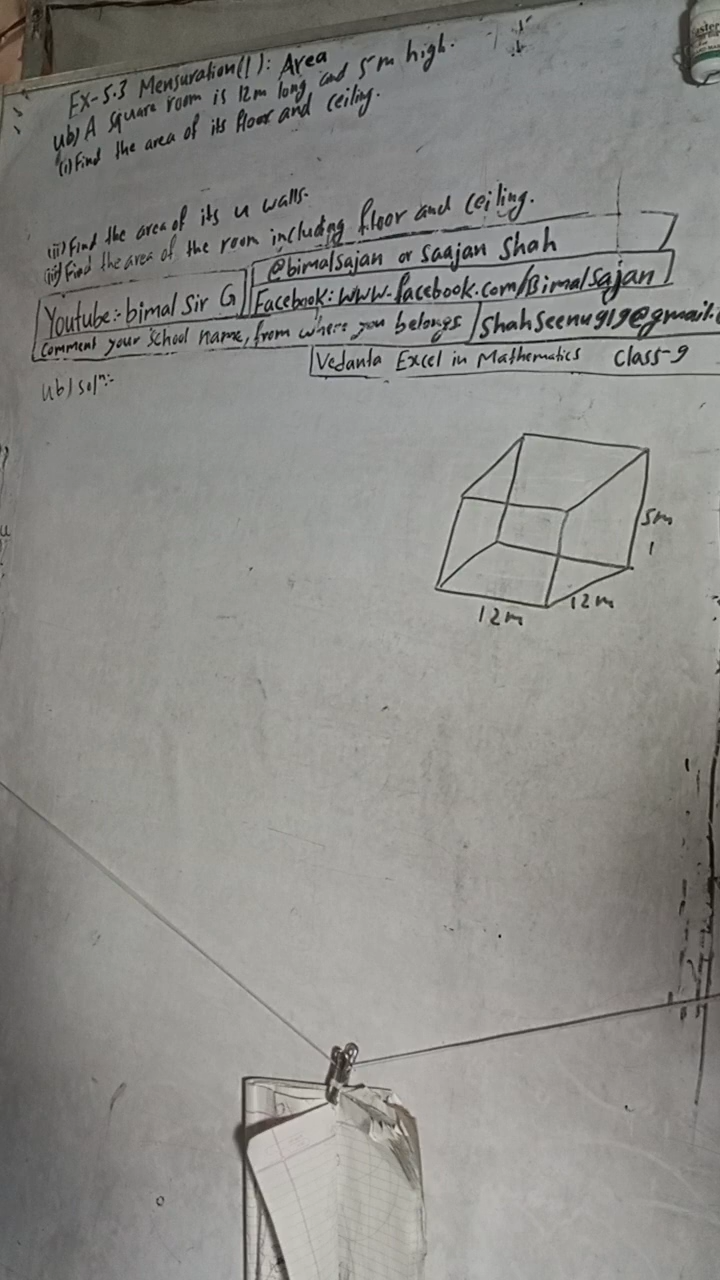 Ex-5.3 Mensuration(I): Area
4b) A square room is 12m long and 5m high.
(i) Find the area of its floor and ceiling.
(ii) Find the area of its 4 walls.
(iii) Find the area of the room including floor and ceiling.
@bimalsajan or saajan shah
Youtube:- bimal sir G
Facebook: www.facebook.com/Bimalsajan
Comment your school name, from where you belongs
shahseenu919@gmail.
Vedanta Excel in Mathematics Class-9
4b) Solⁿ:-
5m
12m
12m